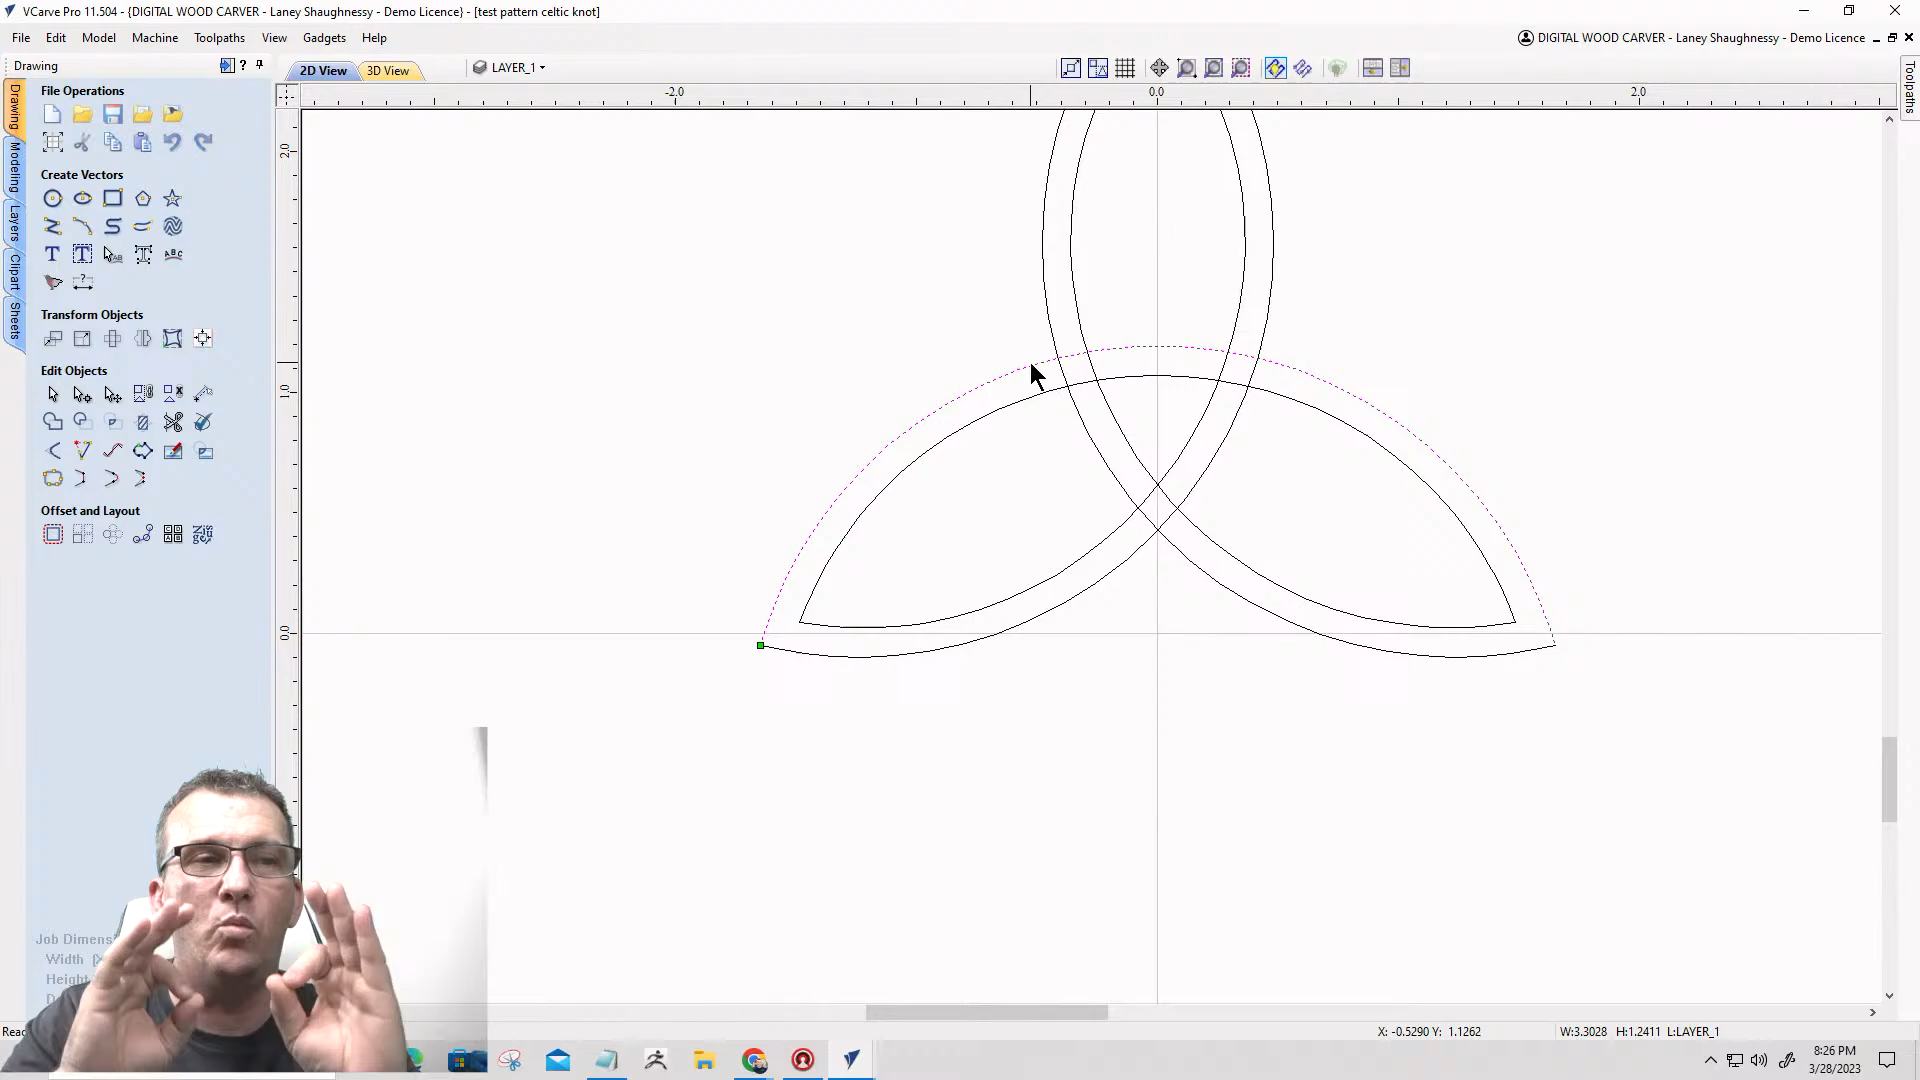 VCarve Pro 11.504 - {DIGITAL WOOD CARVER - Laney Shaughnessy - Demo Licence} - [test pattern celtic knot]
File Edit Model Machine Toolpaths View Gadgets Help
DIGITAL WOOD CARVER - Laney Shaughnessy - Demo Licence
Drawing
2D View
3D View
LAYER_1
Toolpaths
Drawing
Modeling
Layers
Clipart
Sheets
File Operations
Create Vectors
Transform Objects
Edit Objects
Offset and Layout
-2.0
0.0
2.0
2.0
1.0
0.0
Job Dimens
Width
Height
Read
X: -0.5290 Y: 1.1262
W:3.3028 H:1.2411 L:LAYER_1
8:26 PM
3/28/2023